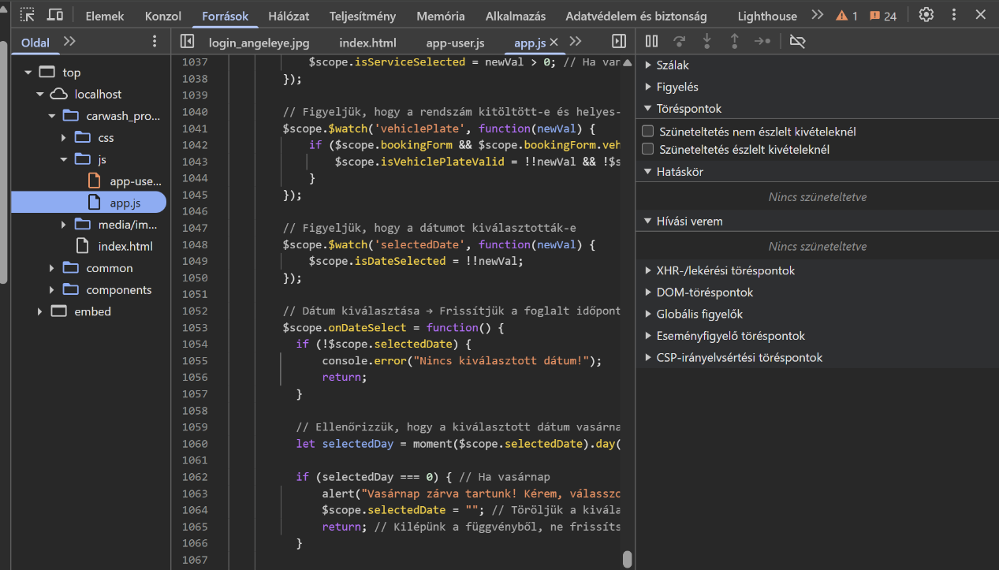 Elemek Konzol Források Hálózat Teljesítmény Memória Alkalmazás Adatvédelem és biztonság Lighthouse 1 24
Oldal
login_angeleye.jpg index.html app-user.js app.js
top
localhost
carwash_pro...
css
js
app-use...
app.js
media/im...
index.html
common
components
embed
1037 $scope.isServiceSelected = newVal > 0; // Ha var
1038 });
1039
1040 // Figyeljük, hogy a rendszám kitöltött-e és helyes-
1041 $scope.$watch('vehiclePlate', function(newVal) {
1042 if ($scope.bookingForm && $scope.bookingForm.veh
1043 $scope.isVehiclePlateValid = !!newVal && !$s
1044 }
1045 });
1046
1047 // Figyeljük, hogy a dátumot kiválasztották-e
1048 $scope.$watch('selectedDate', function(newVal) {
1049 $scope.isDateSelected = !!newVal;
1050 });
1051
1052 // Dátum kiválasztása → Frissítjük a foglalt időpont
1053 $scope.onDateSelect = function() {
1054 if (!$scope.selectedDate) {
1055 console.error("Nincs kiválasztott dátum!");
1056 return;
1057 }
1058
1059 // Ellenőrizzük, hogy a kiválasztott dátum vasárna
1060 let selectedDay = moment($scope.selectedDate).day(
1061
1062 if (selectedDay === 0) { // Ha vasárnap
1063 alert("Vasárnap zárva tartunk! Kérem, válasszo
1064 $scope.selectedDate = ""; // Töröljük a kivála
1065 return; // Kilépünk a függvényből, ne frissíts
1066 }
1067
Szálak
Figyelés
Töréspontok
Szüneteltetés nem észlelt kivételeknél
Szüneteltetés észlelt kivételeknél
Hatáskör
Nincs szüneteltetve
Hívási verem
Nincs szüneteltetve
XHR-/lekérési töréspontok
DOM-töréspontok
Globális figyelők
Eseményfigyelő töréspontok
CSP-irányelvsértési töréspontok